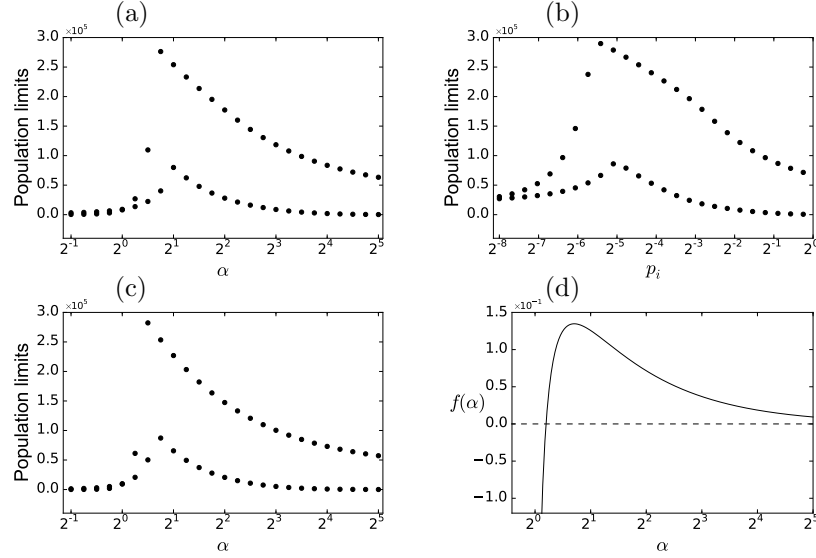 (a)
×10⁵
Population limits
3.0
2.5
2.0
1.5
1.0
0.5
0.0
2⁻¹ 2⁰ 2¹ 2² 2³ 2⁴ 2⁵
α
(b)
×10⁵
Population limits
3.0
2.5
2.0
1.5
1.0
0.5
0.0
2⁻⁸ 2⁻⁷ 2⁻⁶ 2⁻⁵ 2⁻⁴ 2⁻³ 2⁻² 2⁻¹ 2⁰
pᵢ
(c)
×10⁵
Population limits
3.0
2.5
2.0
1.5
1.0
0.5
0.0
2⁻¹ 2⁰ 2¹ 2² 2³ 2⁴ 2⁵
α
(d)
×10⁻¹
f(α)
1.5
1.0
0.5
0.0
−0.5
−1.0
2⁰ 2¹ 2² 2³ 2⁴ 2⁵
α